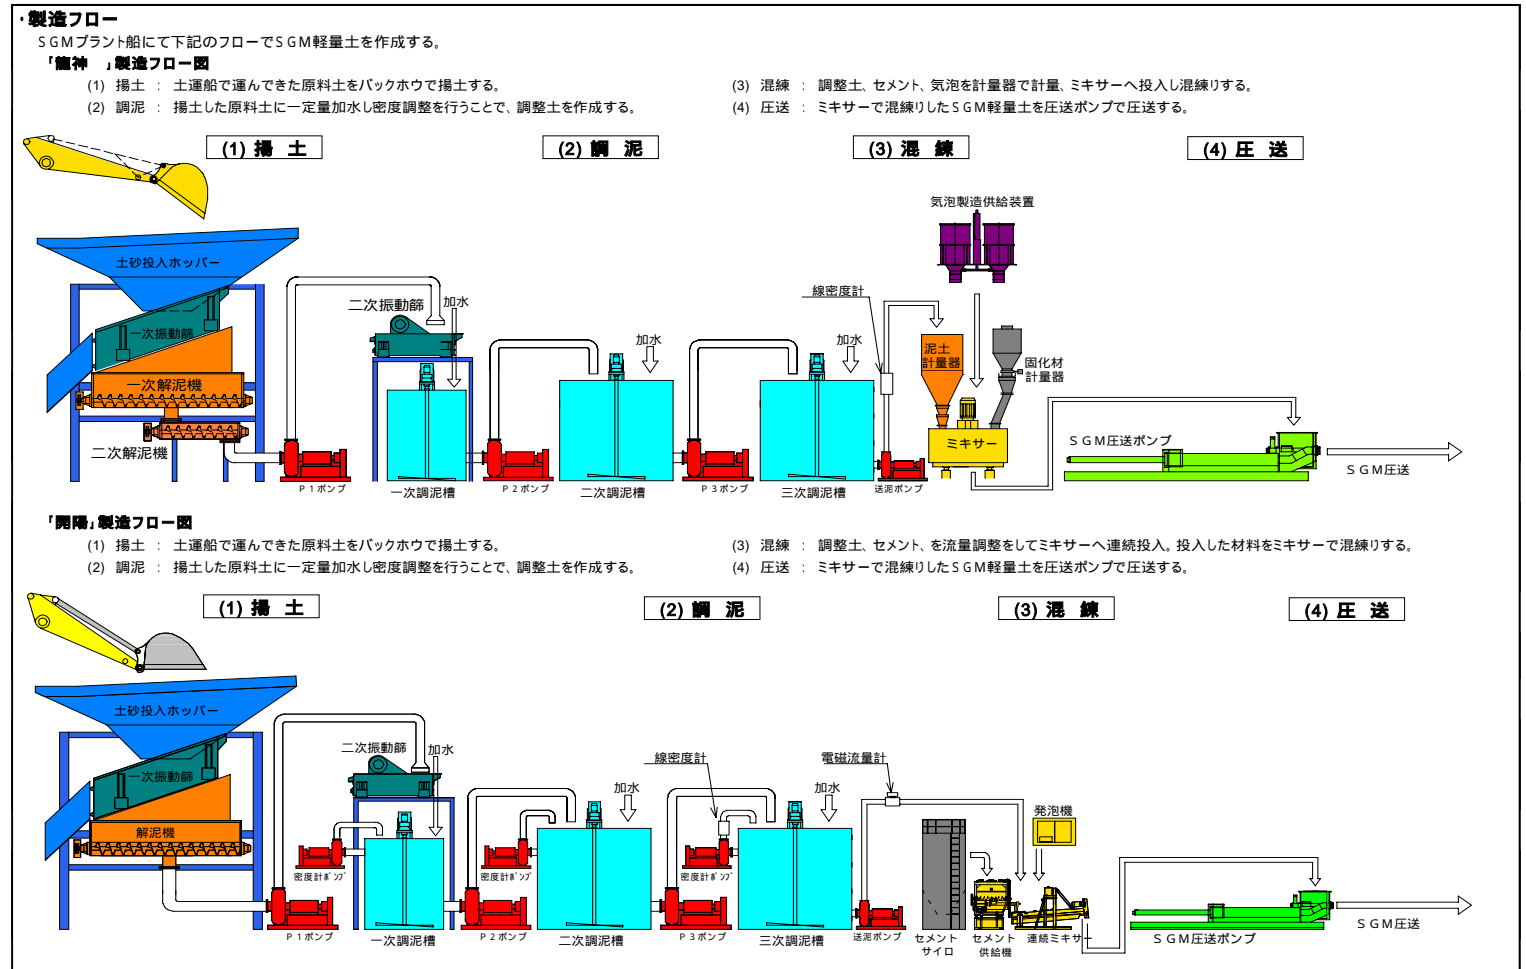 ・製造フロー
ＳＧＭプラント船にて下記のフローでＳＧＭ軽量土を作成する。
「龍神　」製造フロー図
(1) 揚土 ： 土運船で運んできた原料土をバックホウで揚土する。
(2) 調泥 ： 揚土した原料土に一定量加水し密度調整を行うことで、調整土を作成する。
(3) 混練 ： 調整土、セメント、気泡を計量器で計量、ミキサーへ投入し混練りする。
(4) 圧送 ： ミキサーで混練りしたＳＧＭ軽量土を圧送ポンプで圧送する。
(1) 揚 土
(2) 調 泥
(3) 混 練
(4) 圧 送
気泡製造供給装置
土砂投入ホッパー
一次振動篩
一次解泥機
二次解泥機
Ｐ１ポンプ
二次振動篩
加水
一次調泥槽
Ｐ２ポンプ
加水
二次調泥槽
Ｐ３ポンプ
線密度計
加水
三次調泥槽
送泥ポンプ
泥土
計量器
固化材
計量器
ミキサー
ＳＧＭ圧送ポンプ
ＳＧＭ圧送
「開陽」製造フロー図
(1) 揚土 ： 土運船で運んできた原料土をバックホウで揚土する。
(2) 調泥 ： 揚土した原料土に一定量加水し密度調整を行うことで、調整土を作成する。
(3) 混練 ： 調整土、セメント、を流量調整をしてミキサーへ連続投入。投入した材料をミキサーで混練りする。
(4) 圧送 ： ミキサーで混練りしたＳＧＭ軽量土を圧送ポンプで圧送する。
(1) 揚 土
(2) 調 泥
(3) 混 練
(4) 圧 送
土砂投入ホッパー
一次振動篩
解泥機
Ｐ１ポンプ
二次振動篩
加水
密度計ﾎﾟﾝﾌﾟ
一次調泥槽
Ｐ２ポンプ
密度計ﾎﾟﾝﾌﾟ
加水
二次調泥槽
Ｐ３ポンプ
線密度計
密度計ﾎﾟﾝﾌﾟ
加水
三次調泥槽
送泥ポンプ
電磁流量計
セメント
サイロ
セメント
供給機
発泡機
連続ミキサー
ＳＧＭ圧送ポンプ
ＳＧＭ圧送